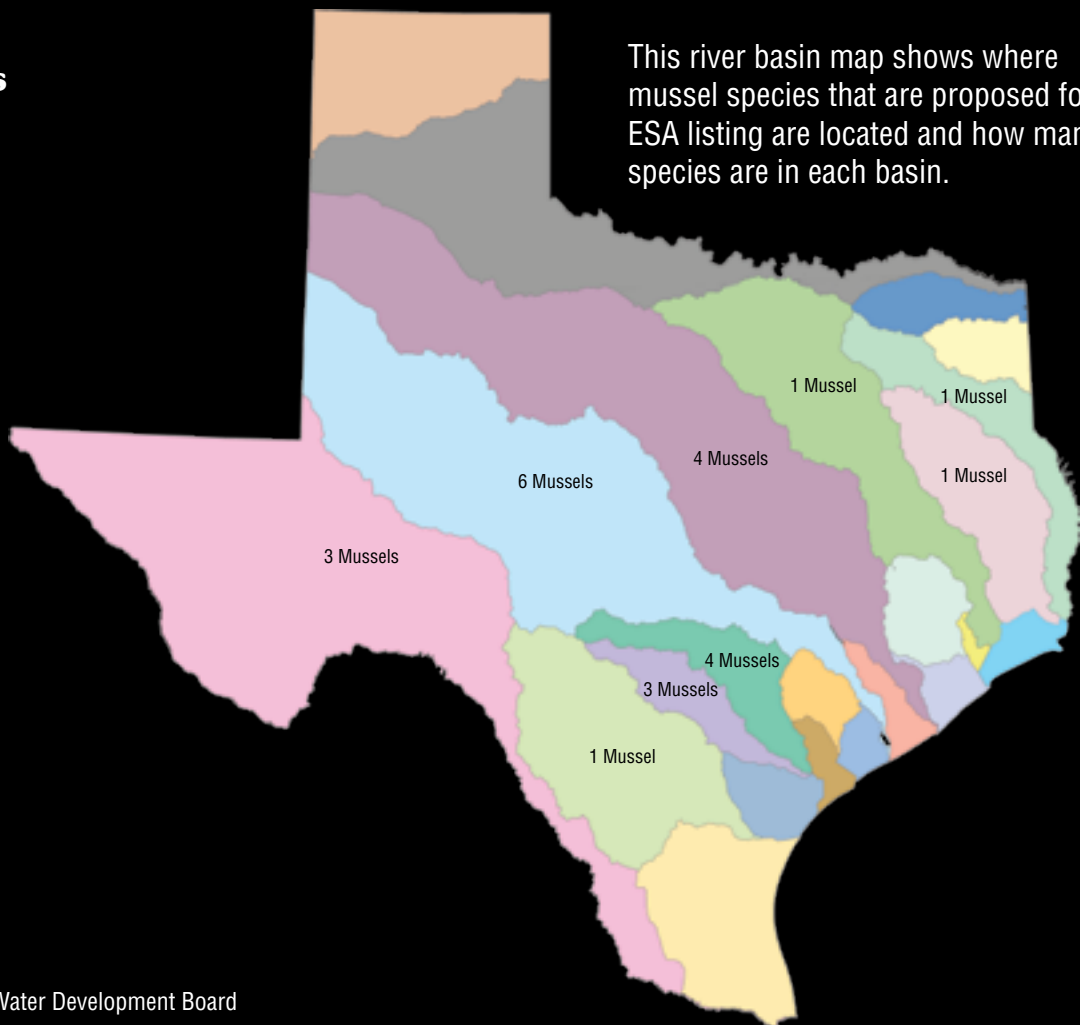 s
This river basin map shows where
mussel species that are proposed fo
ESA listing are located and how mar
species are in each basin.
1 Mussel
1 Mussel
4 Mussels
1 Mussel
6 Mussels
3 Mussels
4 Mussels
3 Mussels
1 Mussel
Water Development Board